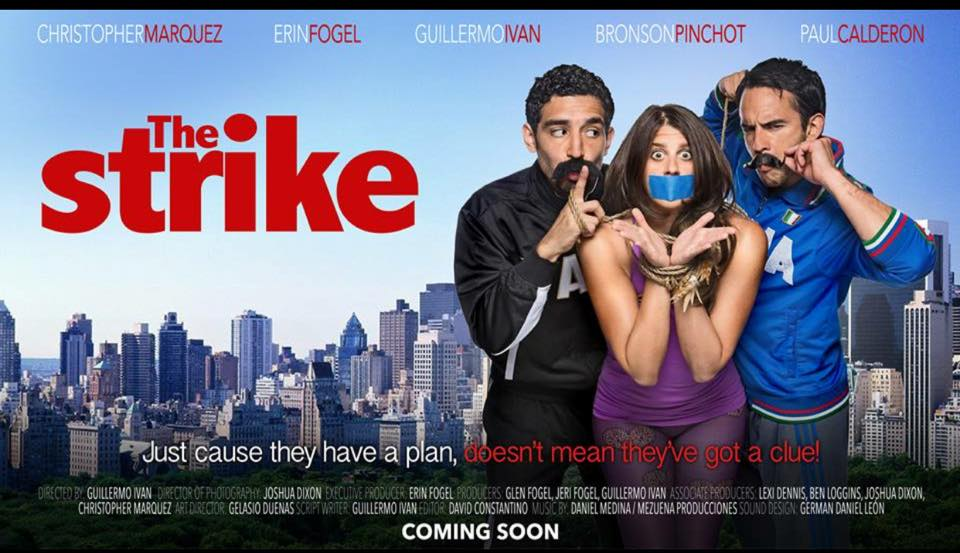 CHRISTOPHERMARQUEZ ERINFOGEL GUILLERMOIVAN BRONSONPINCHOT PAULCALDERON
The
strike
A
A
Just cause they have a plan, doesn't mean they've got a clue!
DIRECTED BY GUILLERMO IVAN DIRECTOR OF PHOTOGRAPHY JOSHUA DIXON EXECUTIVE PRODUCER ERIN FOGEL PRODUCERS GLEN FOGEL, JERI FOGEL, GUILLERMO IVAN ASSOCIATE PRODUCERS LEXI DENNIS, BEN LOGGINS, JOSHUA DIXON,
CHRISTOPHER MARQUEZ ART DIRECTOR GELASIO DUENAS SCRIPT WRITER GUILLERMO IVAN EDITOR DAVID CONSTANTINO MUSIC BY DANIEL MEDINA / MEZUENA PRODUCCIONES SOUND DESIGN: GERMAN DANIEL LEÓN
COMING SOON